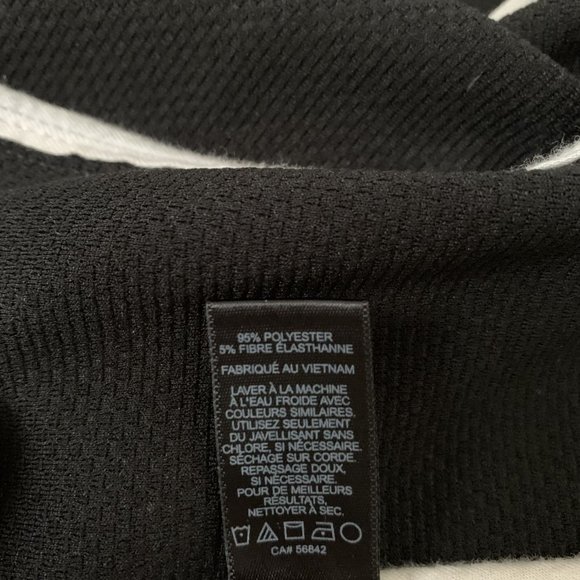 95% POLYESTER
5% FIBRE ÉLASTHANNE
FABRIQUÉ AU VIETNAM
LAVER À LA MACHINE
À L'EAU FROIDE AVEC
COULEURS SIMILAIRES.
UTILISEZ SEULEMENT
DU JAVELLISANT SANS
CHLORE, SI NÉCESSAIRE.
SÉCHAGE SUR CORDE.
REPASSAGE DOUX,
SI NÉCESSAIRE.
POUR DE MEILLEURS
RÉSULTATS,
NETTOYER À SEC.
CA# 56842